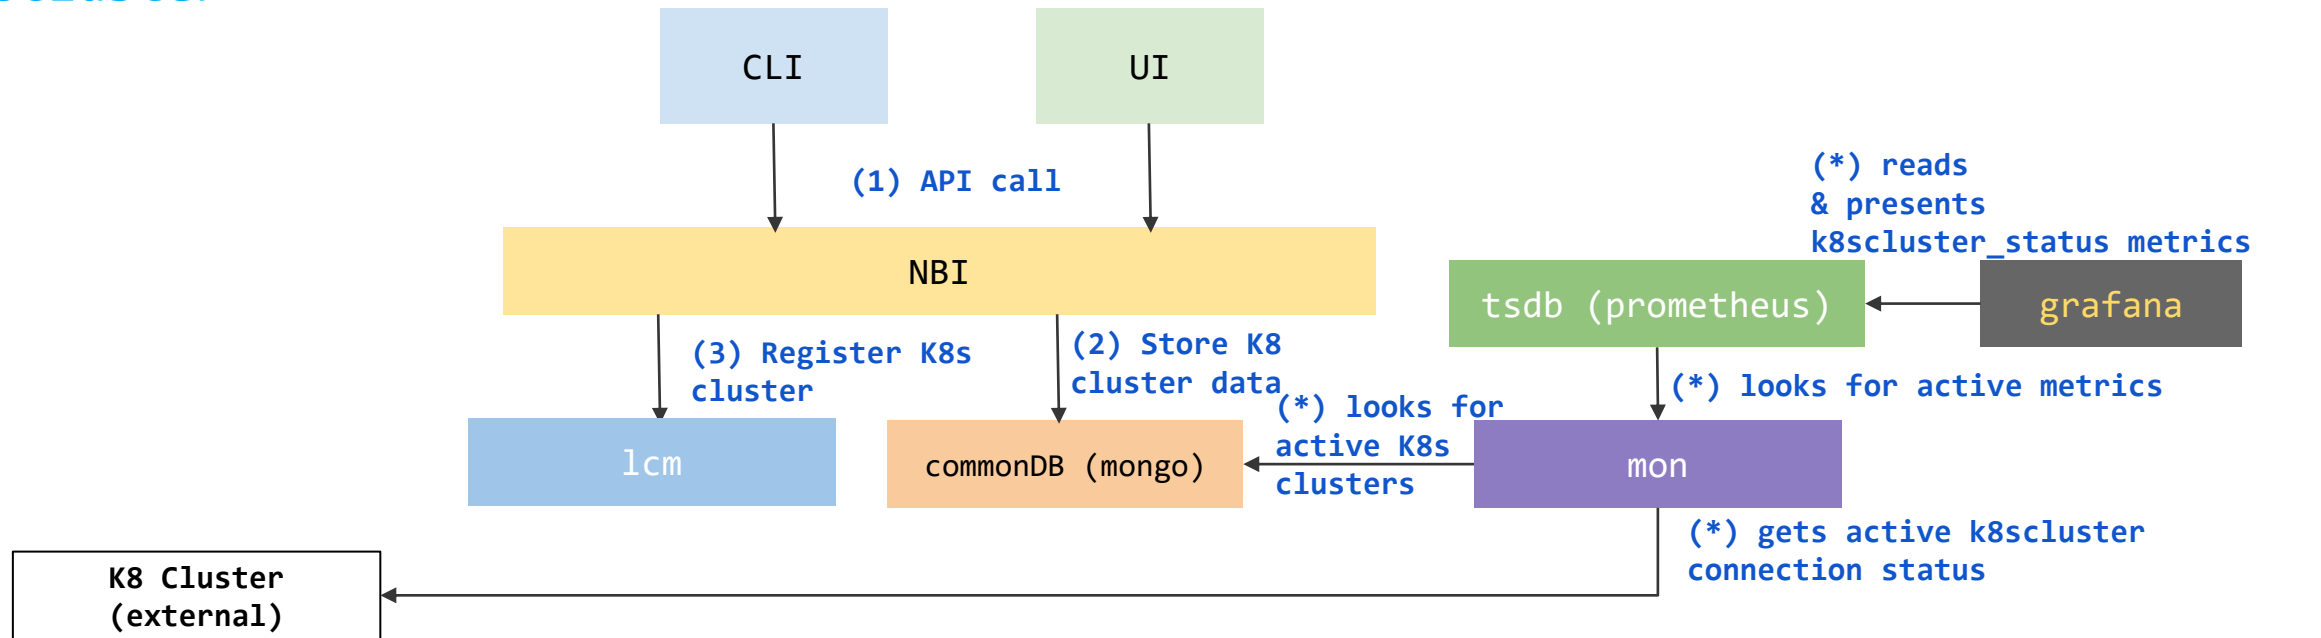 CLI
UI
(1) API call
(*) reads
& presents
k8scluster_status metrics
NBI
tsdb (prometheus)
grafana
(3) Register K8s
cluster
(2) Store K8
cluster data
(*) looks for active metrics
(*) looks for
active K8s
clusters
lcm
commonDB (mongo)
mon
(*) gets active k8scluster
connection status
K8 Cluster
(external)